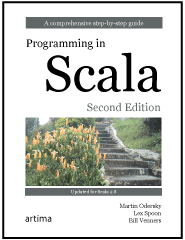 A comprehensive step-by-step guide
Programming in
Scala
Second Edition
Updated for Scala 2.8
artima
Martin Odersky
Lex Spoon
Bill Venners